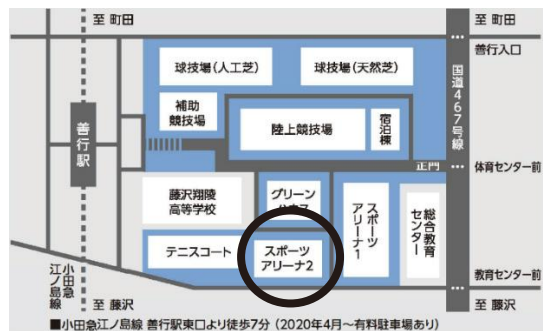 至 町田
至 町田
善行入口
球技場(人工芝)
球技場(天然芝)
補助
競技場
陸上競技場
宿泊棟
国道467号線
善行駅
正門
体育センター前
藤沢翔陵
高等学校
グリーン
スポーツ
アリーナ1
総合教育
センター
テニスコート
スポーツ
アリーナ2
教育センター前
小田急
江ノ島線
至 藤沢
至 藤沢
■小田急江ノ島線 善行駅東口より徒歩7分 (2020年4月~有料駐車場あり)